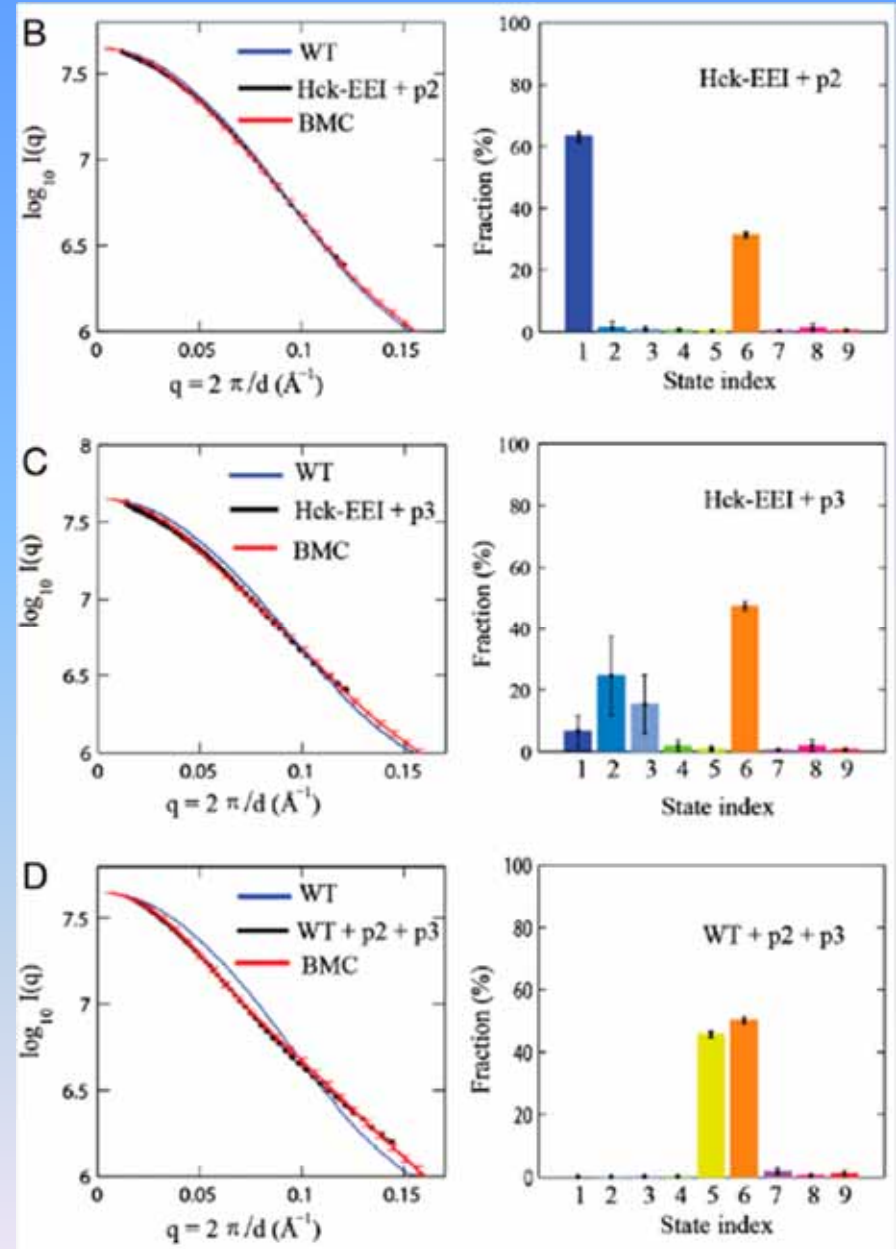 B
WT
Hck-EEI + p2
BMC
7.5
7
6.5
6
log10 I(q)
0 0.05 0.1 0.15
q = 2 π/d (Å⁻¹)
Hck-EEI + p2
100
80
60
40
20
0
Fraction (%)
1 2 3 4 5 6 7 8 9
State index
C
WT
Hck-EEI + p3
BMC
8
7.5
7
6.5
6
log10 I(q)
0 0.05 0.1 0.15
q = 2 π/d (Å⁻¹)
Hck-EEI + p3
100
80
60
40
20
0
Fraction (%)
1 2 3 4 5 6 7 8 9
State index
D
WT
WT + p2 + p3
BMC
7.5
7
6.5
6
log10 I(q)
0 0.05 0.1 0.15
q = 2 π/d (Å⁻¹)
WT + p2 + p3
100
80
60
40
20
0
Fraction (%)
1 2 3 4 5 6 7 8 9
State index